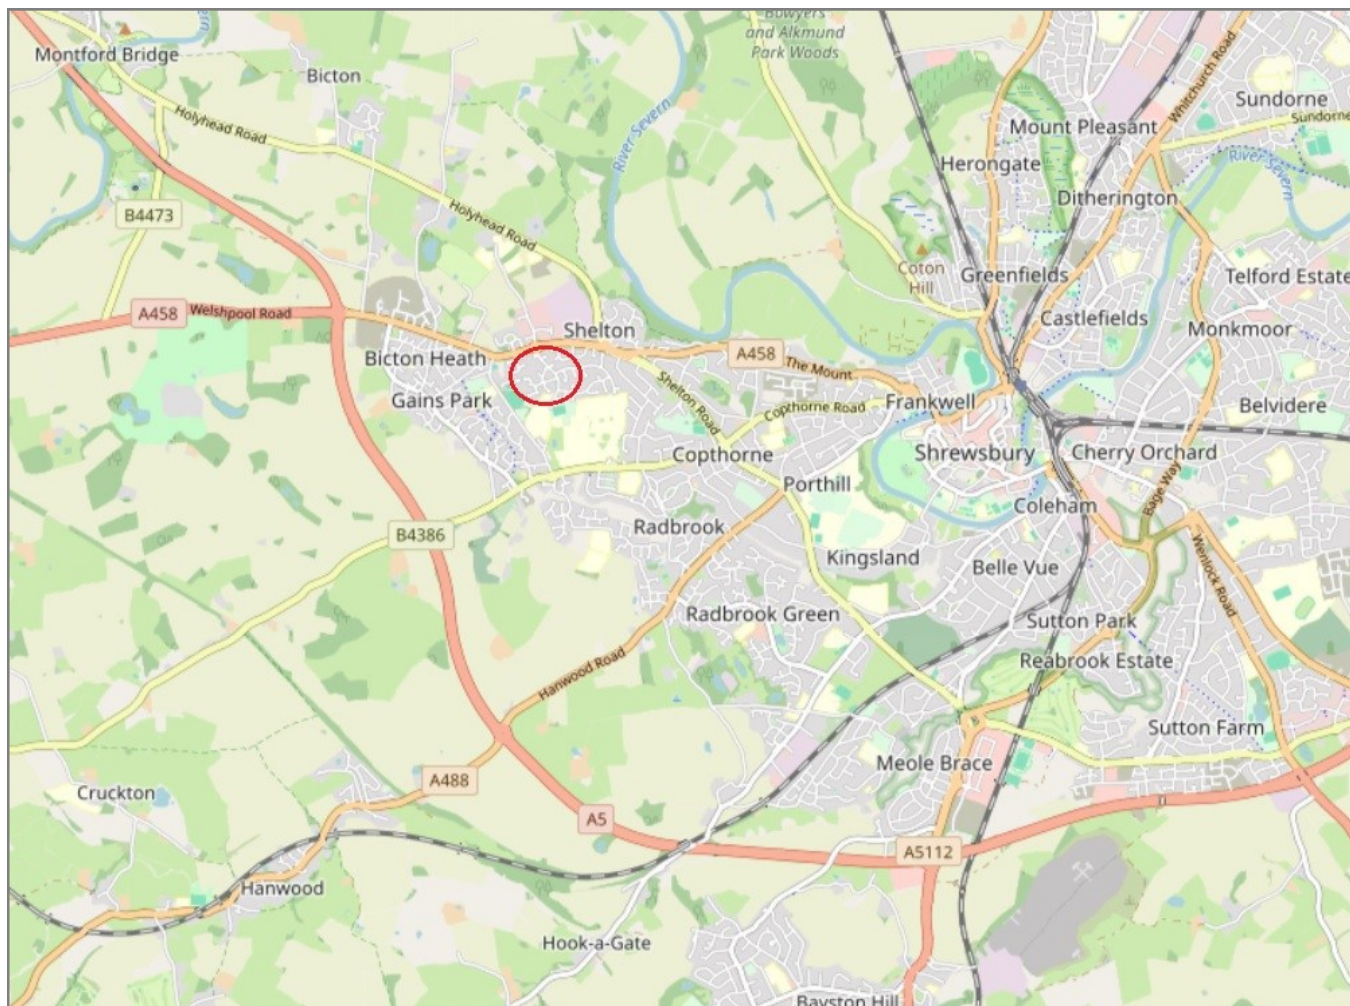 Bowyers
and Alkmund
Park Woods
Montford Bridge
Bicton
Holyhead Road
River Severn
Whitchurch Road
Sundorne
Sundorne
Mount Pleasant
Herongate
River Severn
Ditherington
B4473
Holyhead Road
Coton
Hill
Greenfields
Telford Estate
A458
Welshpool Road
Castlefields
Monkmoor
Shelton
Bicton Heath
A458
The Mount
Shelton Road
Gains Park
Copthorne Road
Frankwell
Belvidere
Copthorne
Shrewsbury
Cherry Orchard
Porthill
Bage Way
Coleham
B4386
Radbrook
Kingsland
Belle Vue
Wenlock Road
Radbrook Green
Sutton Park
Hanwood Road
Reabrook Estate
Sutton Farm
Meole Brace
A488
Cruckton
A5
A5112
Hanwood
Hook-a-Gate
Bayston Hill